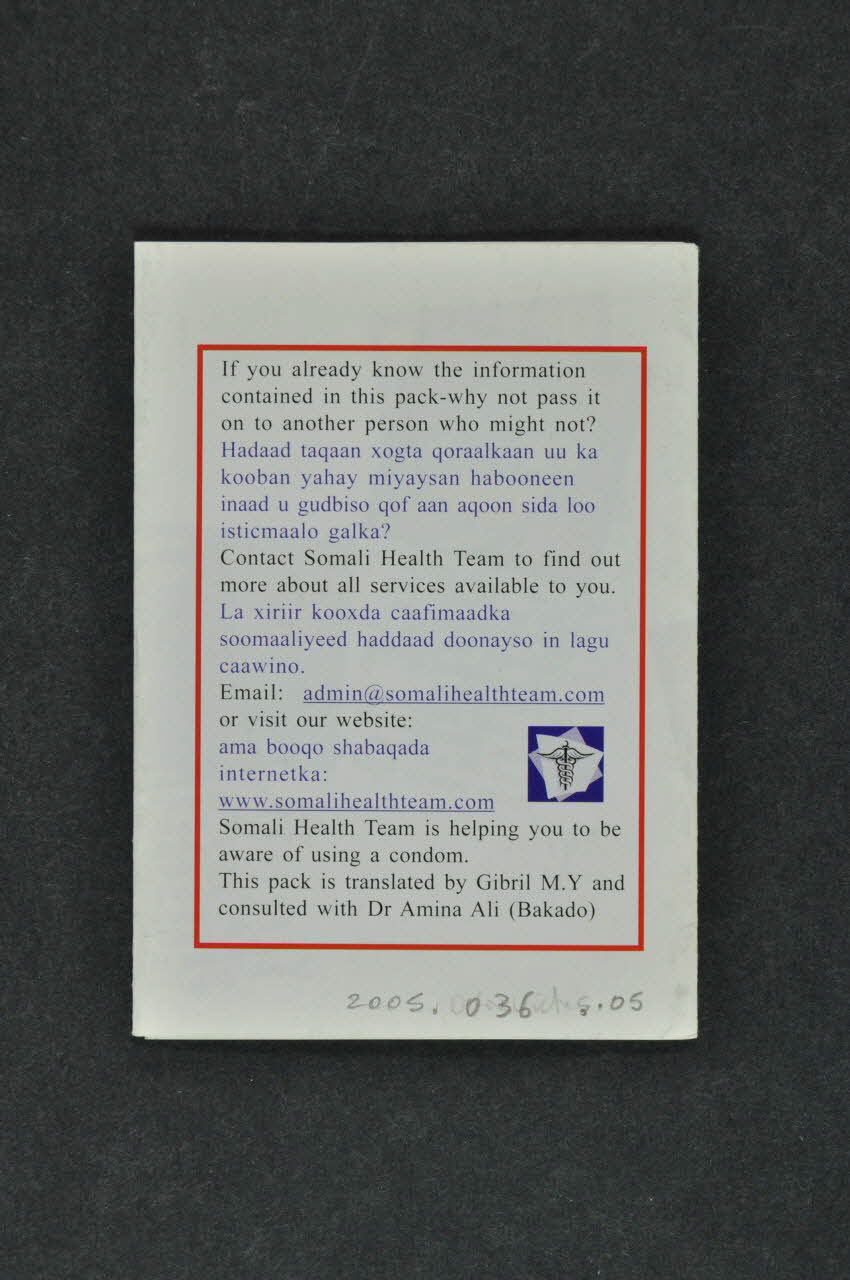 If you already know the information
contained in this pack-why not pass it
on to another person who might not?
Hadaad taqaan xogta qoraalkaan uu ka
kooban yahay miyaysan habooneen
inaad u gudbiso qof aan aqoon sida loo
isticmaalo galka?
Contact Somali Health Team to find out
more about all services available to you.
La xiriir kooxda caafimaadka
soomaaliyeed haddaad doonayso in lagu
caawino.
Email: admin@somalihealthteam.com
or visit our website:
ama booqo shabaqada
internetka:
www.somalihealthteam.com
Somali Health Team is helping you to be
aware of using a condom.
This pack is translated by Gibril M.Y and
consulted with Dr Amina Ali (Bakado)
2005. 036 .05